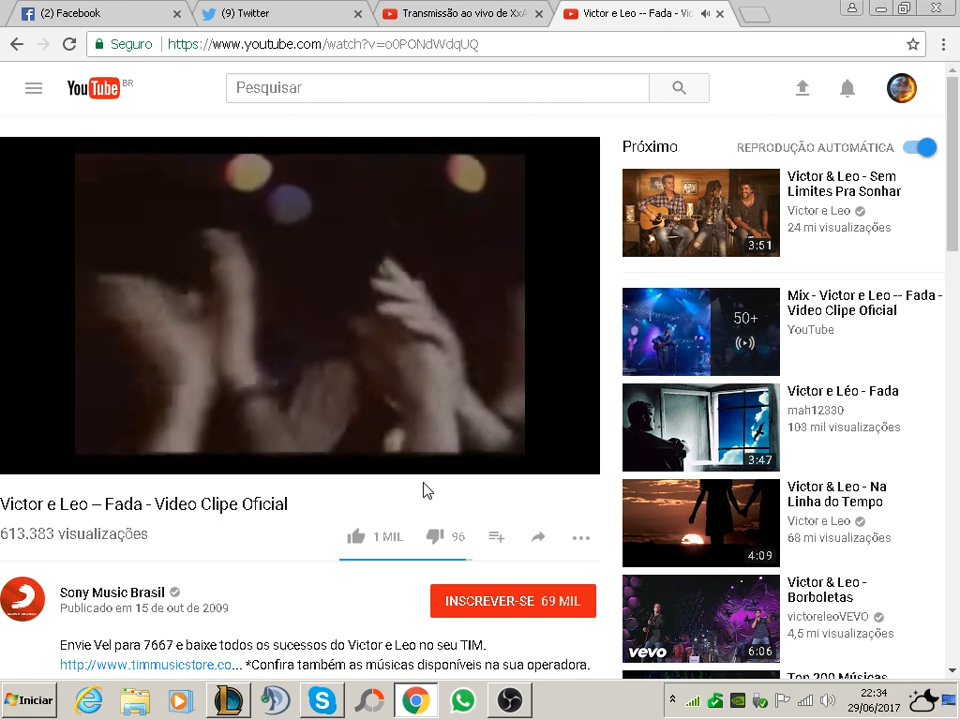 (2) Facebook
(9) Twitter
Transmissão ao vivo de XxA
Victor e Leo -- Fada - Vic
Seguro
https://www.youtube.com/watch?v=o0PONdWdqUQ
YouTube BR
Pesquisar
Próximo
REPRODUÇÃO AUTOMÁTICA
Victor & Leo - Sem
Limites Pra Sonhar
Victor e Leo
24 mi visualizações
3:51
Mix - Victor e Leo -- Fada -
Video Clipe Oficial
YouTube
50+
Victor e Léo - Fada
mah12330
103 mil visualizações
3:47
Victor & Leo - Na
Linha do Tempo
Victor e Leo
68 mi visualizações
4:09
Victor & Leo -
Borboletas
victoreleoVEVO
4,5 mi visualizações
vevo
6:06
Top 200 Músicas
Victor e Leo -- Fada - Video Clipe Oficial
613.383 visualizações
1 MIL
96
Sony Music Brasil
Publicado em 15 de out de 2009
INSCREVER-SE 69 MIL
Envie Vel para 7667 e baixe todos os sucessos do Victor e Leo no seu TIM.
http://www.timmusicstore.co... *Confira também as músicas disponíveis na sua operadora.
Iniciar
22:34
29/06/2017